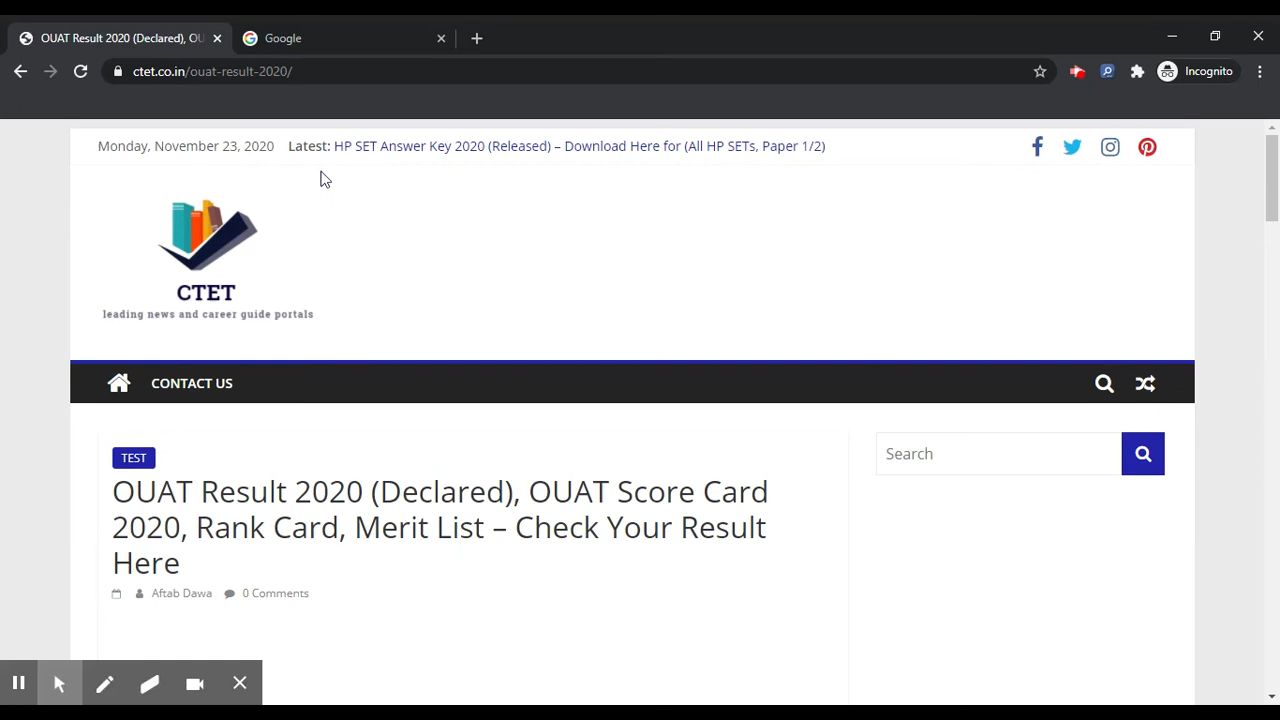 OUAT Result 2020 (Declared), OU
Google
ctet.co.in/ouat-result-2020/
Incognito
Monday, November 23, 2020 Latest: HP SET Answer Key 2020 (Released) – Download Here for (All HP SETs, Paper 1/2)
CTET
leading news and career guide portals
CONTACT US
TEST
Search
OUAT Result 2020 (Declared), OUAT Score Card
2020, Rank Card, Merit List – Check Your Result
Here
Aftab Dawa 0 Comments